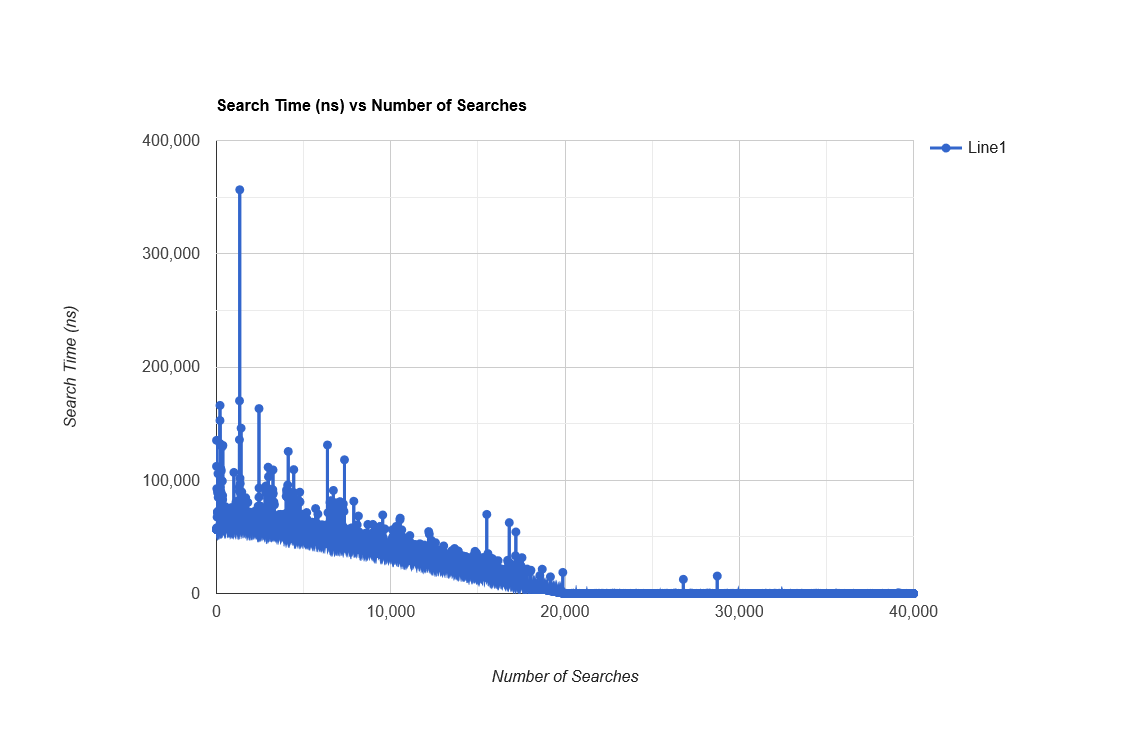 Search Time (ns) vs Number of Searches
400,000
300,000
200,000
100,000
0
Search Time (ns)
0
10,000
20,000
30,000
40,000
Number of Searches
Line1